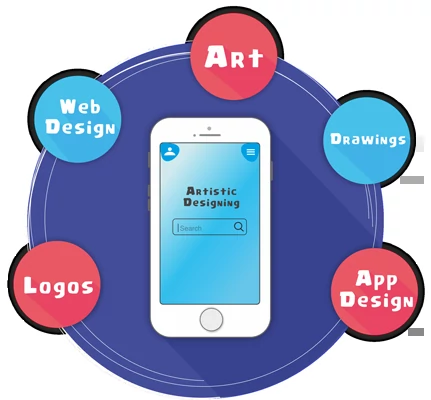 Art
Web
Design
Drawings
Artistic
Designing
Search
Logos
App
Design